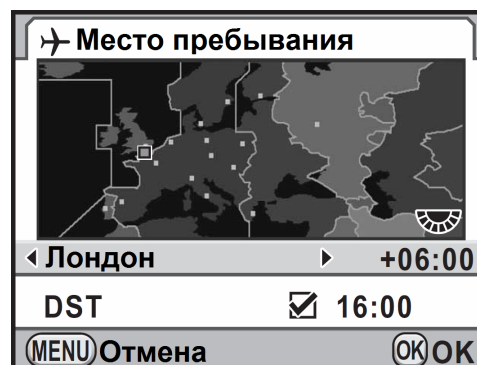 Место пребывания
Лондон +06:00
DST 16:00
MENU Отмена OK OK